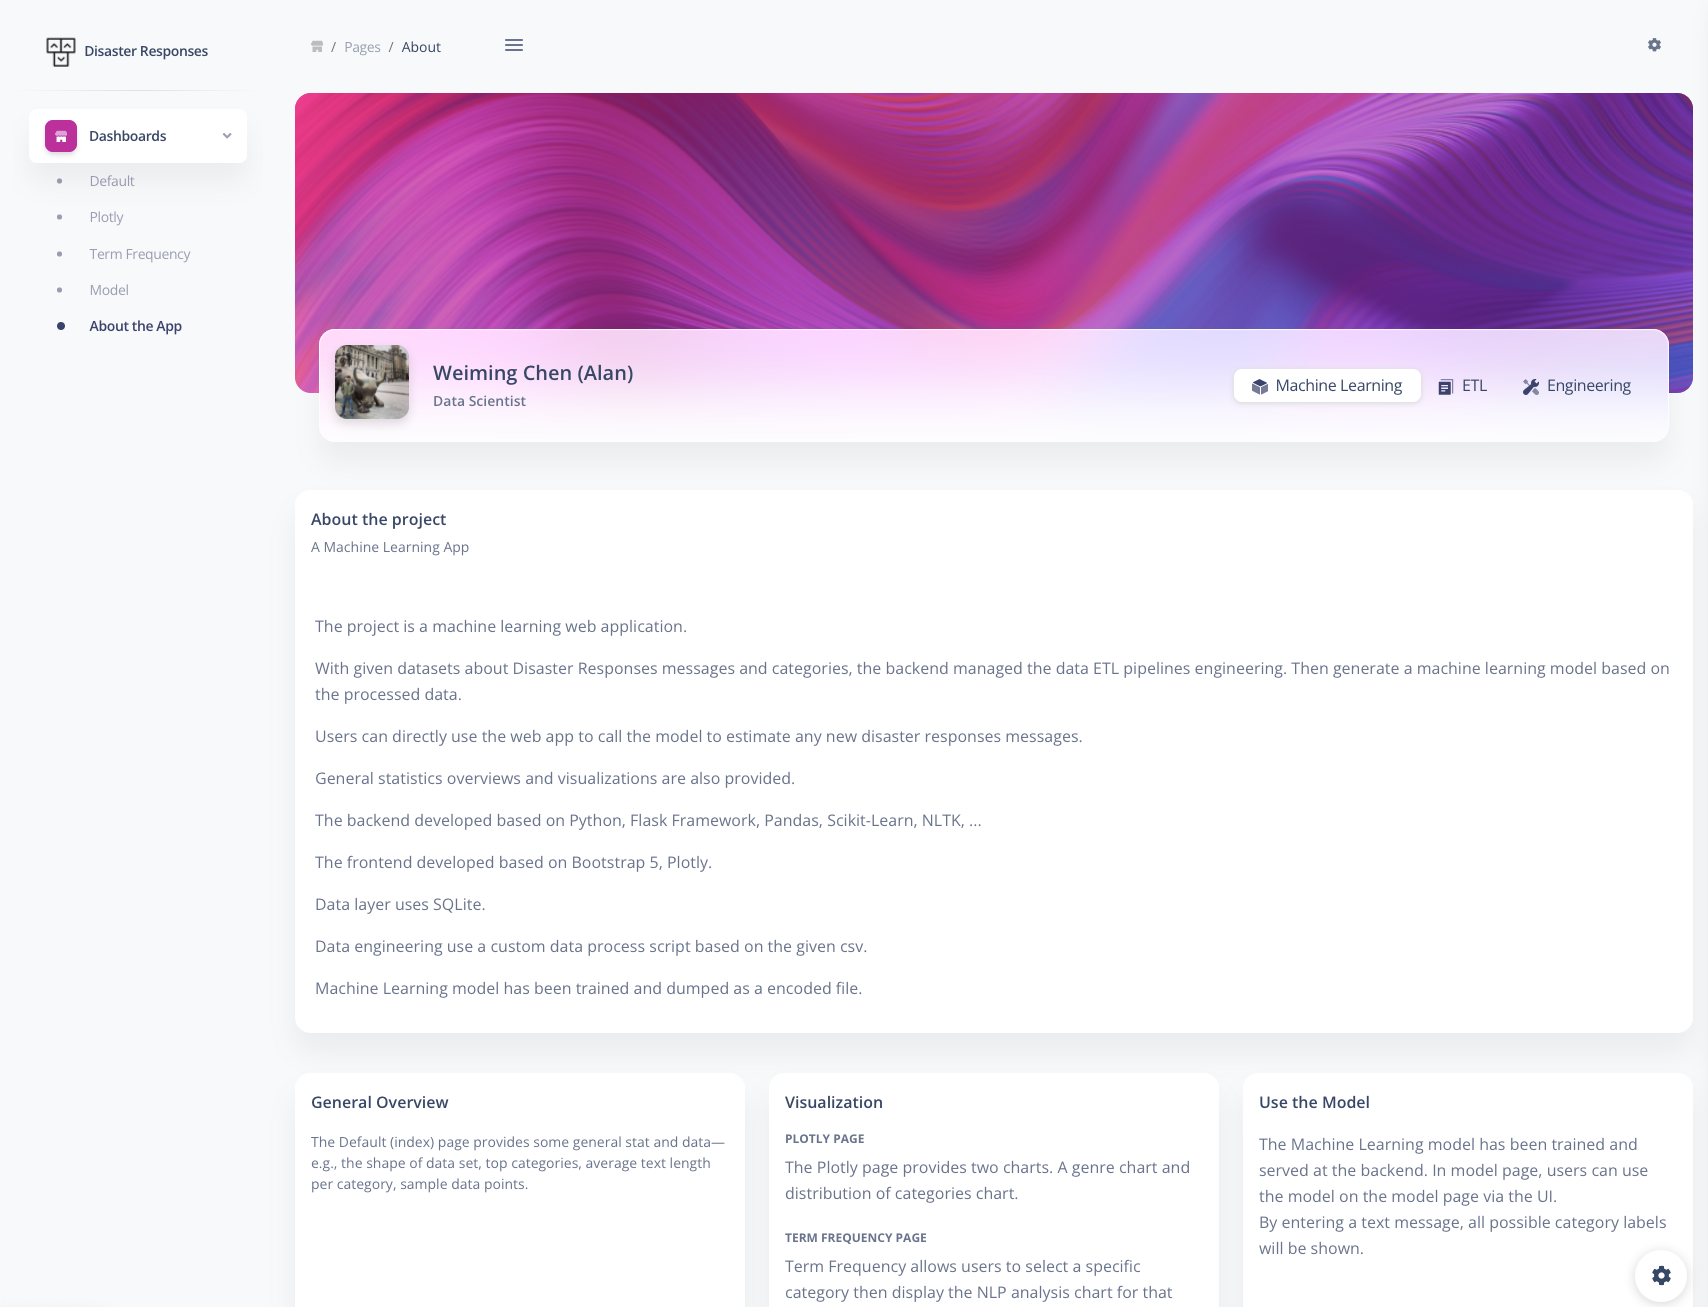 Disaster Responses
/ Pages / About
Dashboards
Default
Plotly
Term Frequency
Model
About the App
Weiming Chen (Alan)
Data Scientist
Machine Learning
ETL
Engineering
About the project
A Machine Learning App
The project is a machine learning web application.
With given datasets about Disaster Responses messages and categories, the backend managed the data ETL pipelines engineering. Then generate a machine learning model based on
the processed data.
Users can directly use the web app to call the model to estimate any new disaster responses messages.
General statistics overviews and visualizations are also provided.
The backend developed based on Python, Flask Framework, Pandas, Scikit-Learn, NLTK, ...
The frontend developed based on Bootstrap 5, Plotly.
Data layer uses SQLite.
Data engineering use a custom data process script based on the given csv.
Machine Learning model has been trained and dumped as a encoded file.
General Overview
The Default (index) page provides some general stat and data—
e.g., the shape of data set, top categories, average text length
per category, sample data points.
Visualization
PLOTLY PAGE
The Plotly page provides two charts. A genre chart and
distribution of categories chart.
TERM FREQUENCY PAGE
Term Frequency allows users to select a specific
category then display the NLP analysis chart for that
Use the Model
The Machine Learning model has been trained and
served at the backend. In model page, users can use
the model on the model page via the UI.
By entering a text message, all possible category labels
will be shown.